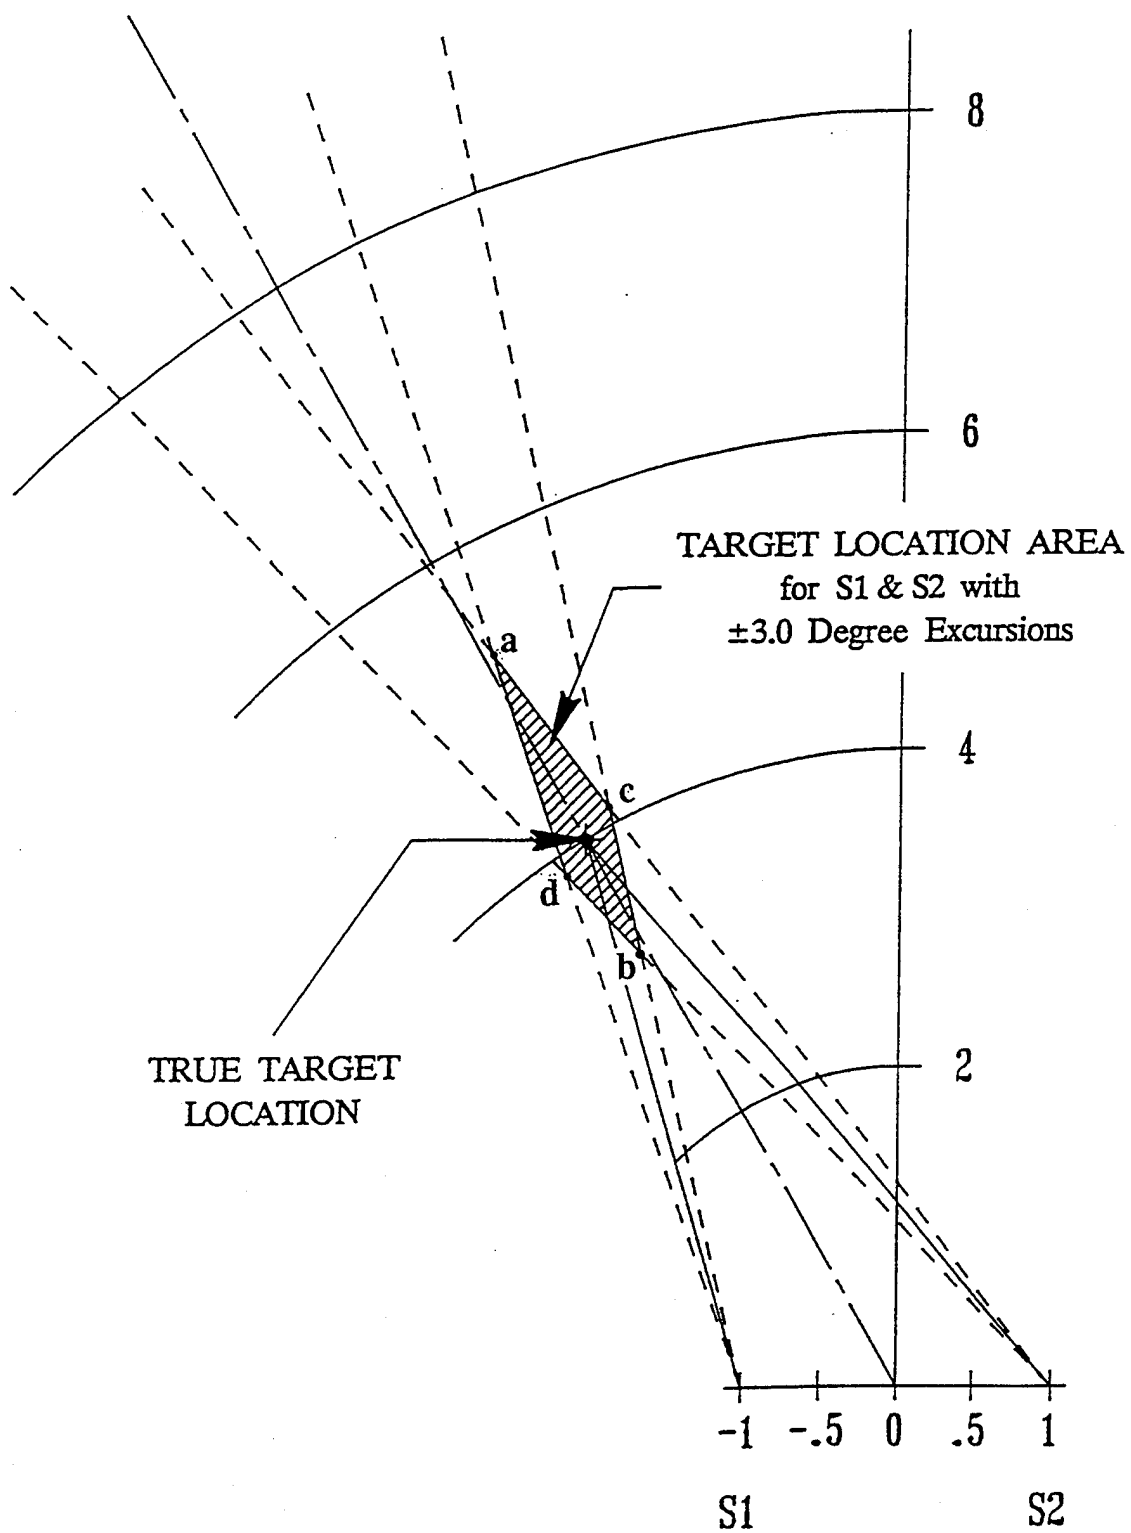 8
6
TARGET LOCATION AREA
for S1 & S2 with
±3.0 Degree Excursions
a
4
c
d
b
TRUE TARGET
LOCATION
2
-1 -.5 0 .5 1
S1 S2